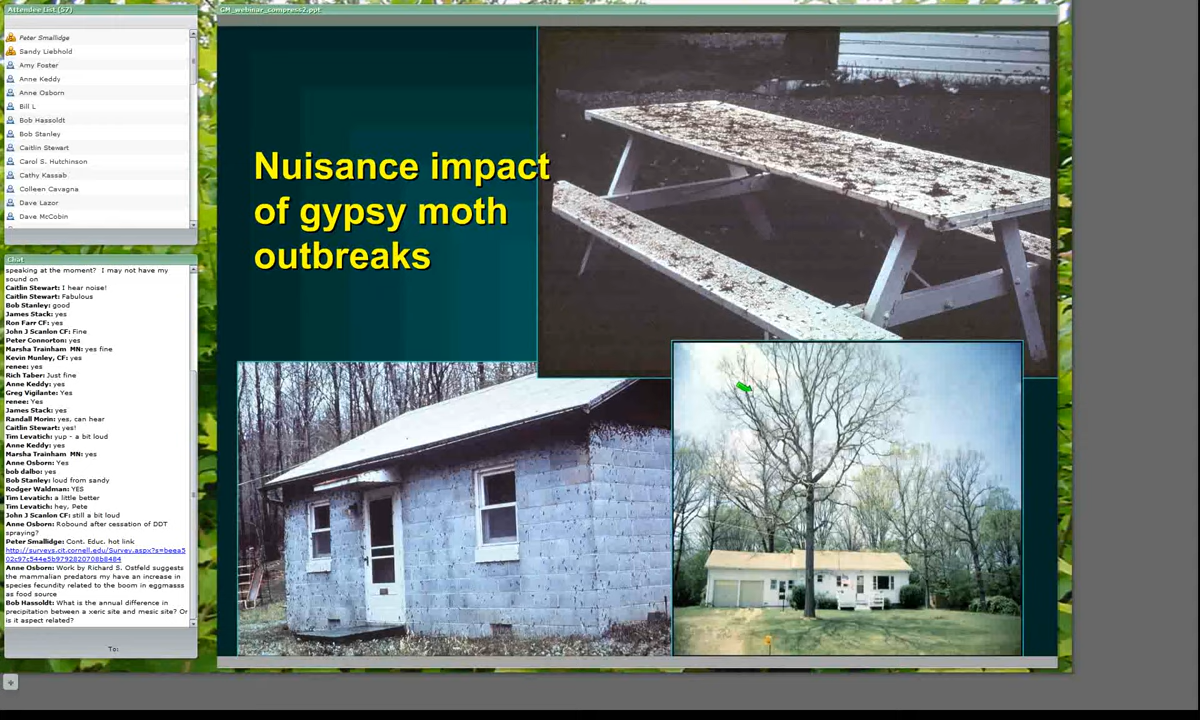 Attendee List (57)
Peter Smallidge
Sandy Liebhold
Amy Foster
Anne Keddy
Anne Osborn
Bill L
Bob Hassoldt
Bob Stanley
Caitlin Stewart
Carol S. Hutchinson
Cathy Kassab
Colleen Cavagna
Dave Lazor
Dave McCobin
Chat
speaking at the moment? I may not have my
sound on
Caitlin Stewart: I hear noise!
Caitlin Stewart: Fabulous
Bob Stanley: good
James Stack: yes
Ron Farr CF: yes
John J Scanlon CF: Fine
Peter Connorton: yes
Marsha Trainham MN: yes fine
Kevin Munley, CF: yes
renee: yes
Rich Taber: Just fine
Anne Keddy: yes
Greg Vigilante: Yes
renee: Yes
James Stack: yes
Randall Morin: yes, can hear
Caitlin Stewart: yes!
Tim Levatich: yup - a bit loud
Anne Keddy: yes
Marsha Trainham MN: yes
Anne Osborn: Yes
bob dalbo: yes
Bob Stanley: loud from sandy
Rodger Waldman: YES
Tim Levatich: a little better
Tim Levatich: hey, Pete
John J Scanlon CF: still a bit loud
Anne Osborn: Robound after cessation of DDT
spraying?
Peter Smallidge: Cont. Educ. hot link
http://surveys.cit.cornell.edu/Survey.aspx?s=beea5
02c97c544e5b9792820708b8484
Anne Osborn: Work by Richard S. Ostfeld suggests
the mammalian predators my have an increase in
species fecundity related to the boom in eggmasss
as food source
Bob Hassoldt: What is the annual difference in
precipitation between a xeric site and mesic site? Or
is it aspect related?
To:
GM_webinar_compress2.ppt
Nuisance impact
of gypsy moth
outbreaks